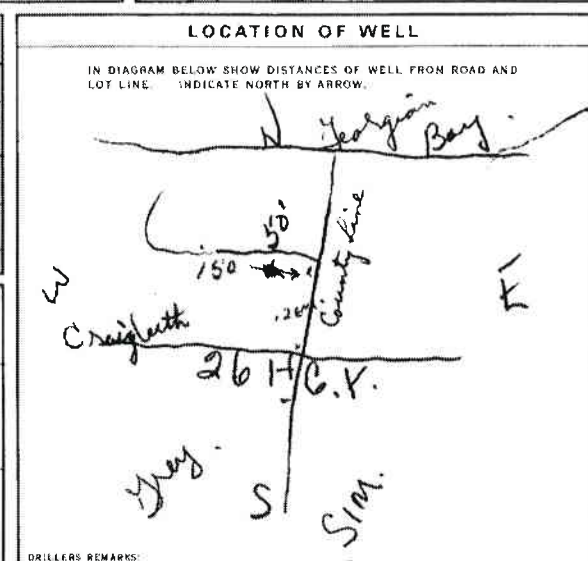 LOCATION OF WELL
IN DIAGRAM BELOW SHOW DISTANCES OF WELL FROM ROAD AND
LOT LINE. INDICATE NORTH BY ARROW.
N Georgian Bay.
50'
150
County Line
W
E
Craigleith
26 H G.Y.
Grey.
S
SIM.
DRILLERS REMARKS: